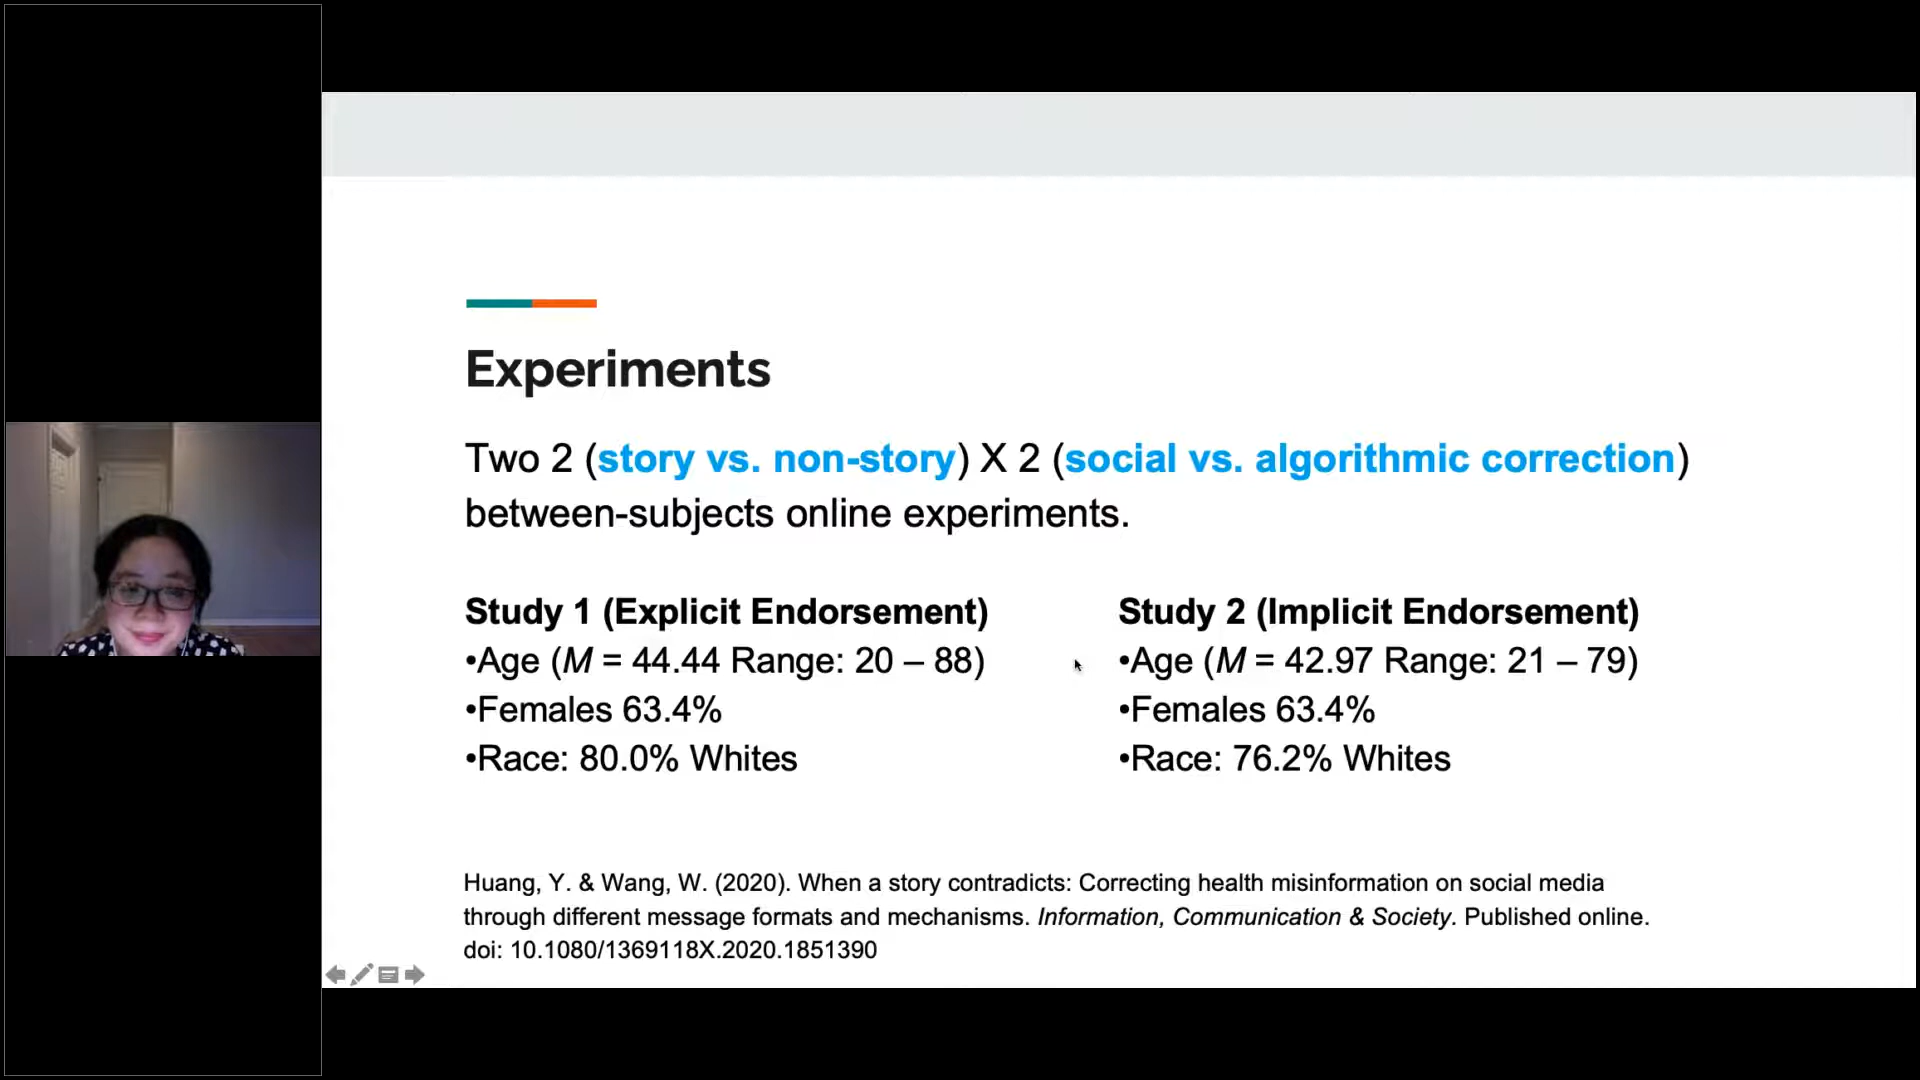 Experiments
Two 2 (story vs. non-story) X 2 (social vs. algorithmic correction)
between-subjects online experiments.
Study 1 (Explicit Endorsement)
•Age (M = 44.44 Range: 20 – 88)
•Females 63.4%
•Race: 80.0% Whites
Study 2 (Implicit Endorsement)
•Age (M = 42.97 Range: 21 – 79)
•Females 63.4%
•Race: 76.2% Whites
Huang, Y. & Wang, W. (2020). When a story contradicts: Correcting health misinformation on social media
through different message formats and mechanisms. Information, Communication & Society. Published online.
doi: 10.1080/1369118X.2020.1851390